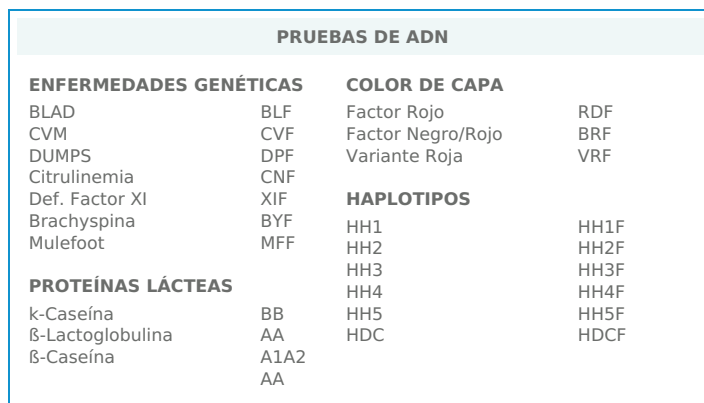 PRUEBAS DE ADN
ENFERMEDADES GENÉTICAS
BLAD BLF
CVM CVF
DUMPS DPF
Citrulinemia CNF
Def. Factor XI XIF
Brachyspina BYF
Mulefoot MFF
PROTEÍNAS LÁCTEAS
k-Caseína BB
ß-Lactoglobulina AA
ß-Caseína A1A2
AA
COLOR DE CAPA
Factor Rojo RDF
Factor Negro/Rojo BRF
Variante Roja VRF
HAPLOTIPOS
HH1 HH1F
HH2 HH2F
HH3 HH3F
HH4 HH4F
HH5 HH5F
HDC HDCF